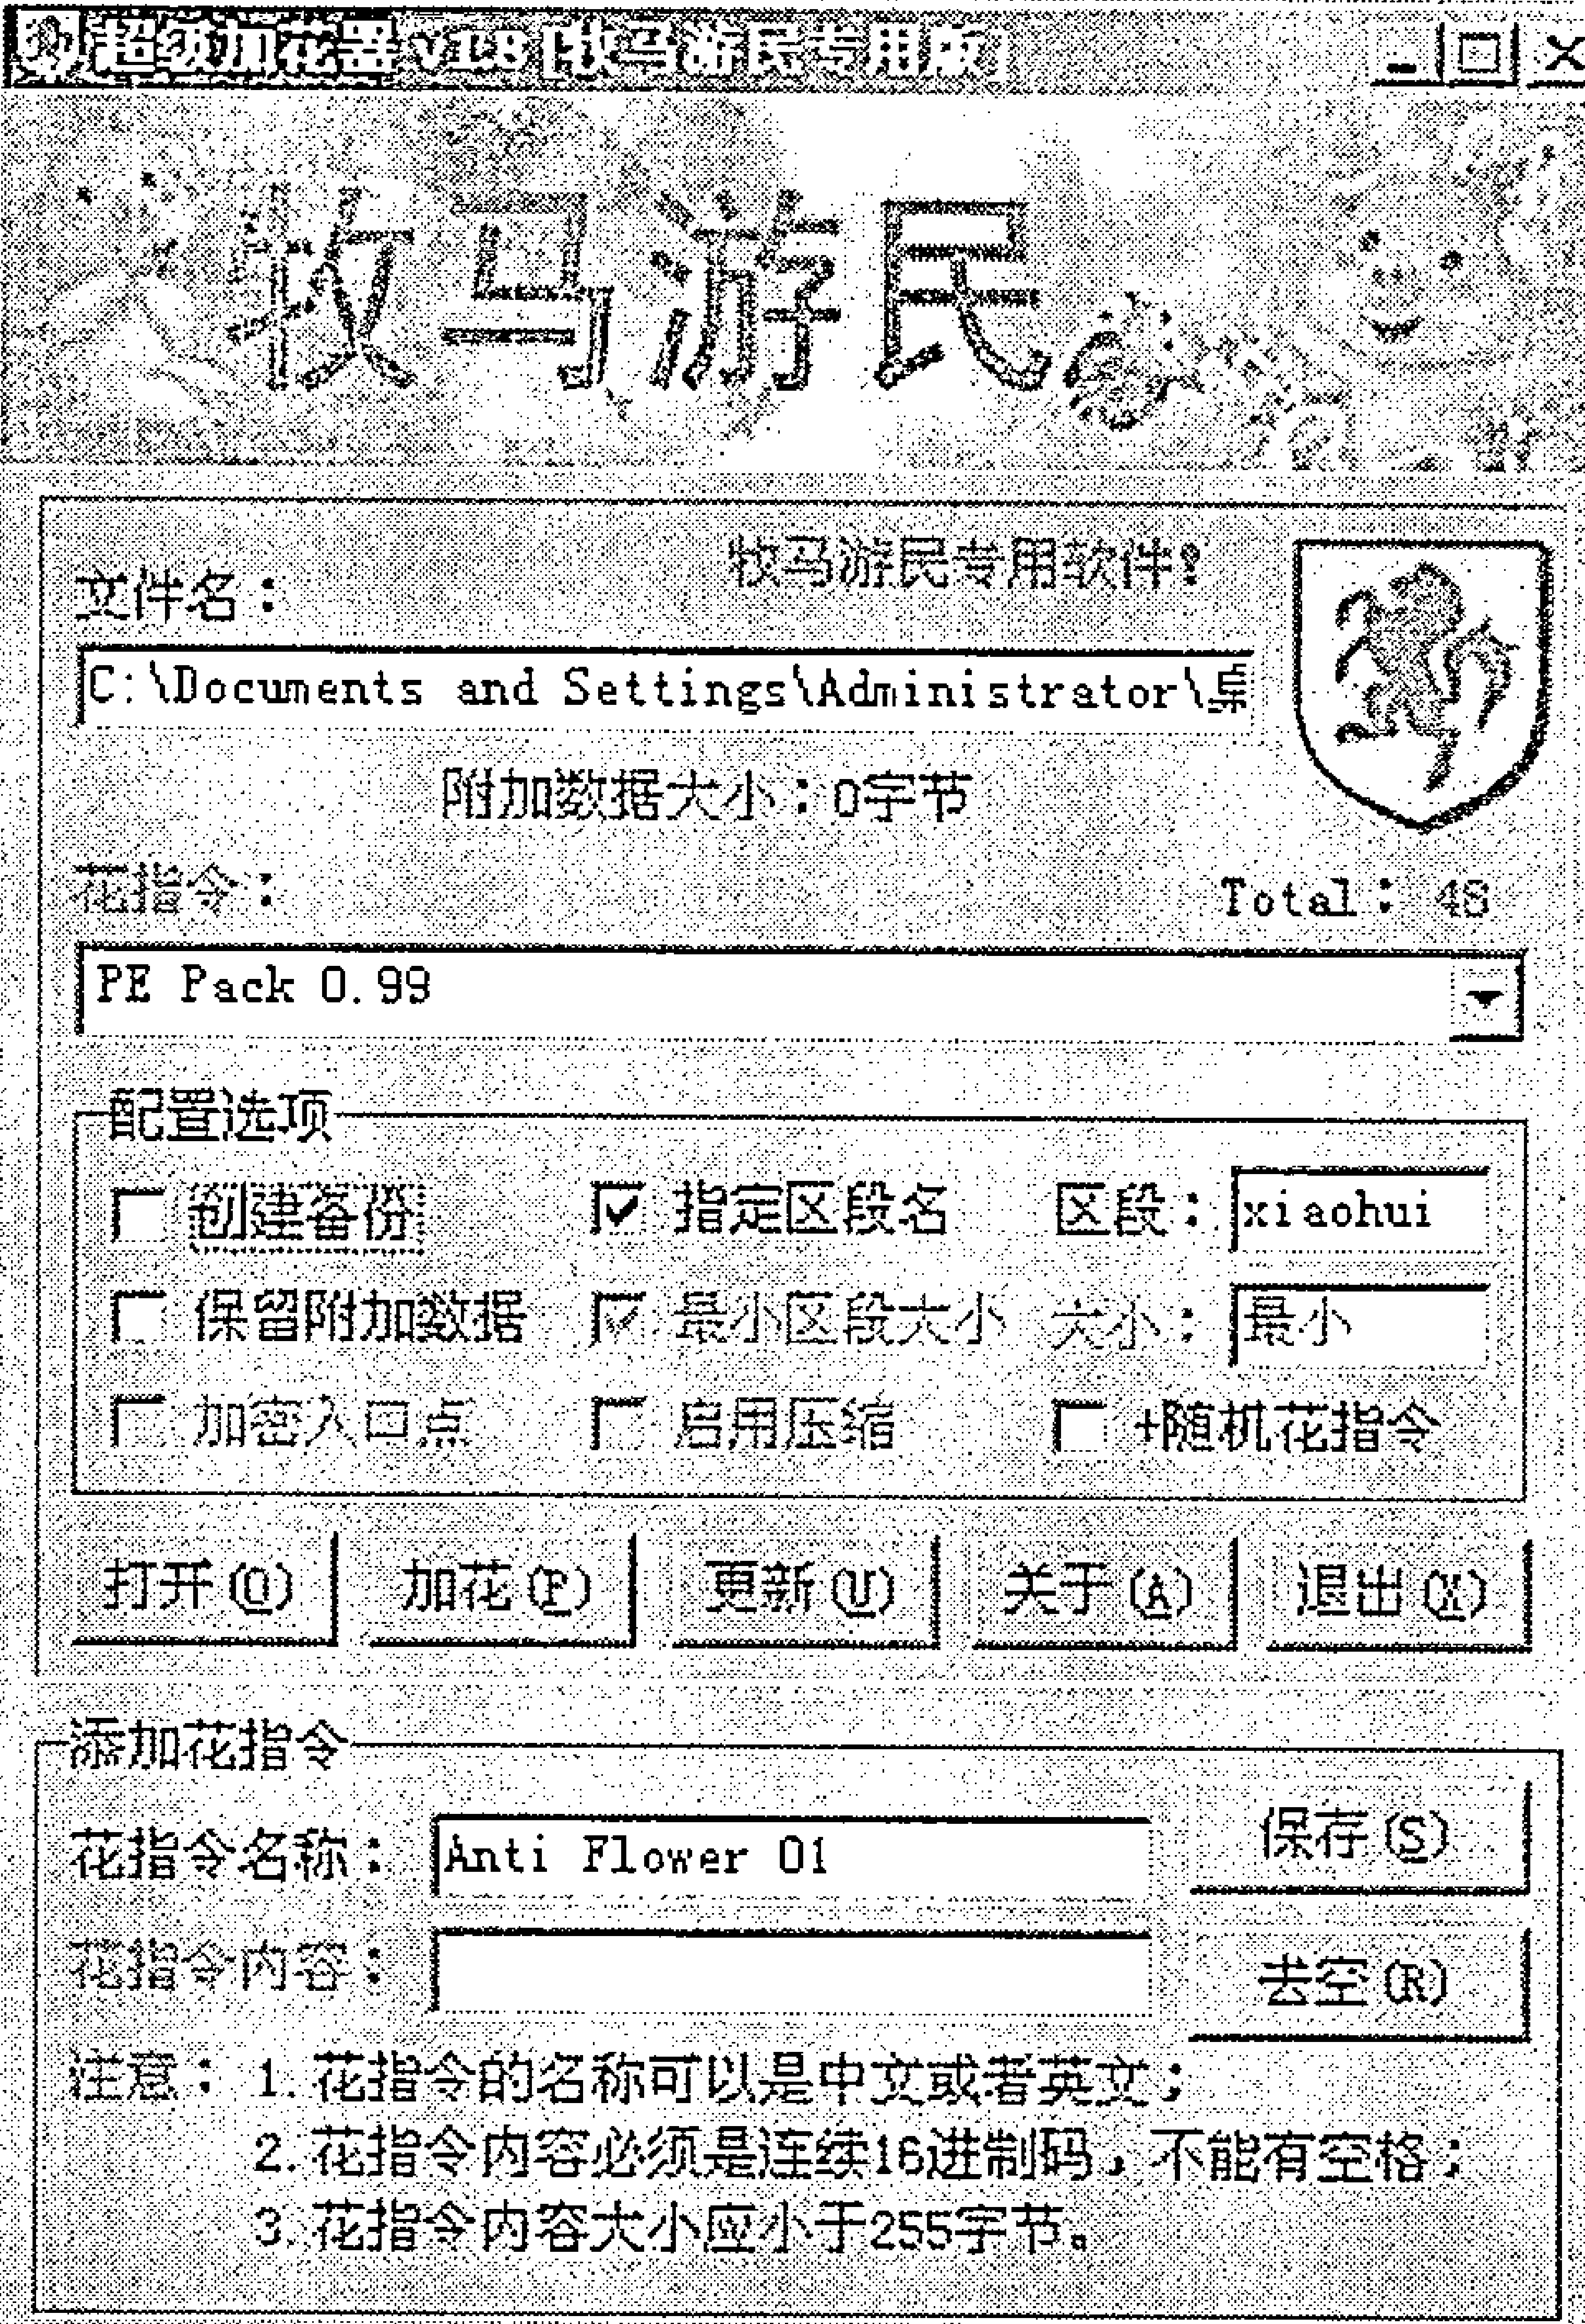 超级加花器 v1.8 [牧马游民专用版]
牧马游民
牧马游民专用软件!
文件名：
C:\Documents and Settings\Administrator\桌
附加数据大小：0字节
花指令：
Total： 48
PE Pack 0.99
配置选项
创建备份 指定区段名 区段： xiaohui
保留附加数据 最小区段大小 大小： 最小
加密入口点 启用压缩 +随机花指令
打开(O) 加花(F) 更新(U) 关于(A) 退出(X)
添加花指令
花指令名称： Anti Flower 01 保存(S)
花指令内容： 去空(R)
注意：1.花指令的名称可以是中文或者英文；
2.花指令内容必须是连续16进制码，不能有空格；
3.花指令内容大小应小于255字节。